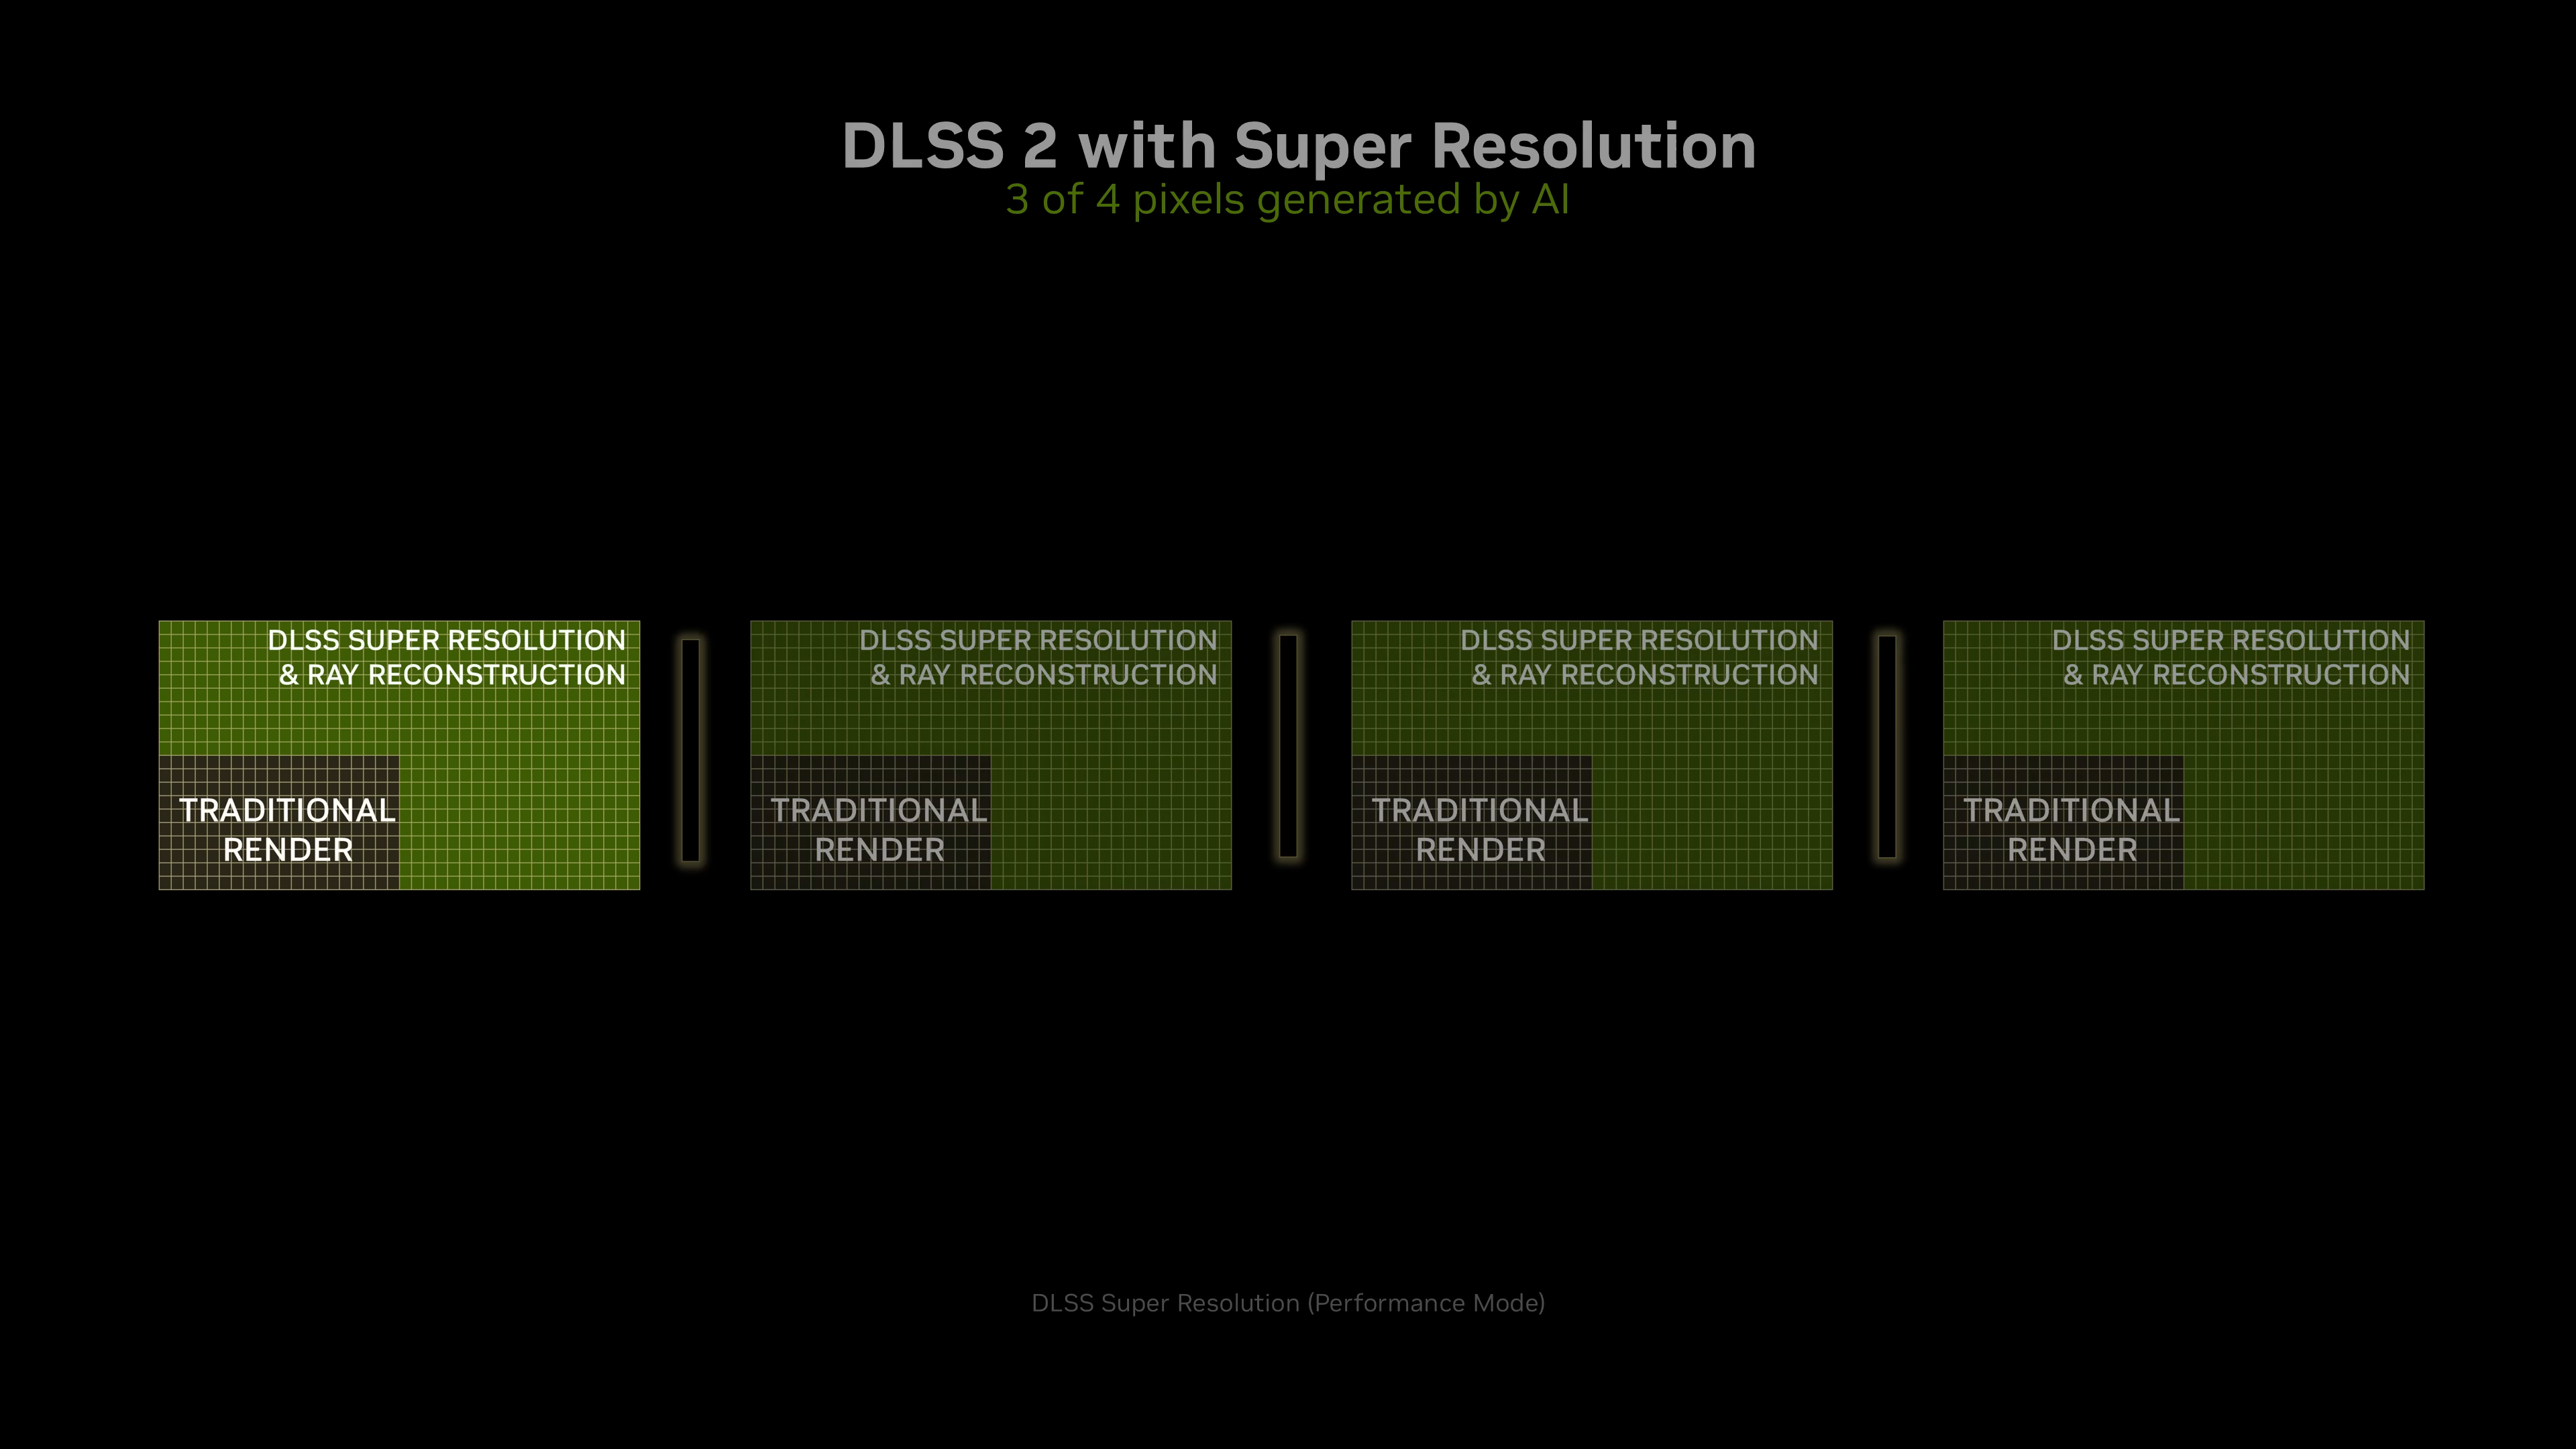 DLSS 2 with Super Resolution
3 of 4 pixels generated by AI
DLSS SUPER RESOLUTION
& RAY RECONSTRUCTION
TRADITIONAL
RENDER
DLSS SUPER RESOLUTION
& RAY RECONSTRUCTION
TRADITIONAL
RENDER
DLSS SUPER RESOLUTION
& RAY RECONSTRUCTION
TRADITIONAL
RENDER
DLSS SUPER RESOLUTION
& RAY RECONSTRUCTION
TRADITIONAL
RENDER
DLSS Super Resolution (Performance Mode)